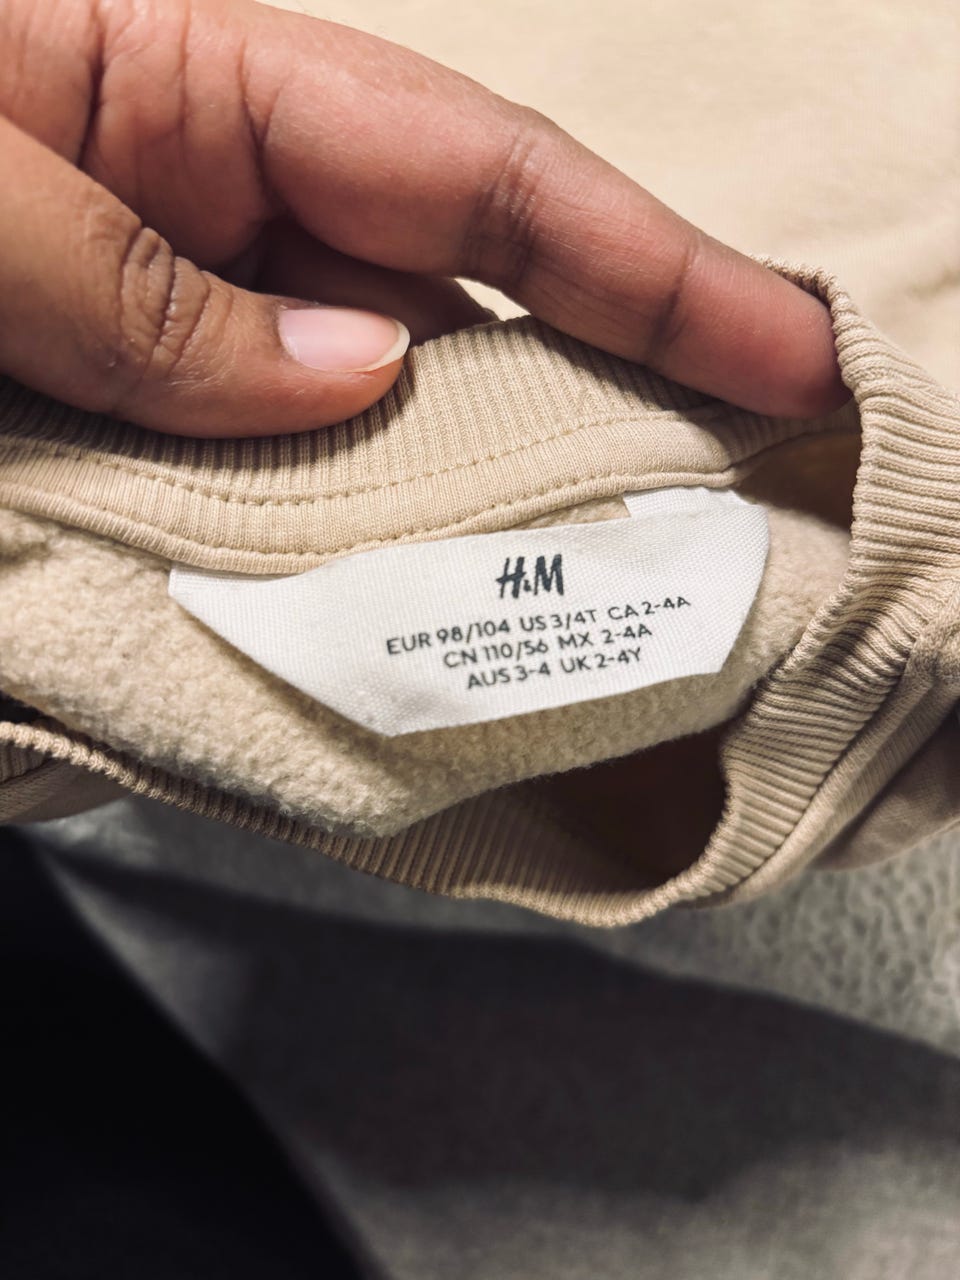 H&M
EUR 98/104 US 3/4T CA 2-4A
CN 110/56 MX 2-4A
AUS 3-4 UK 2-4Y